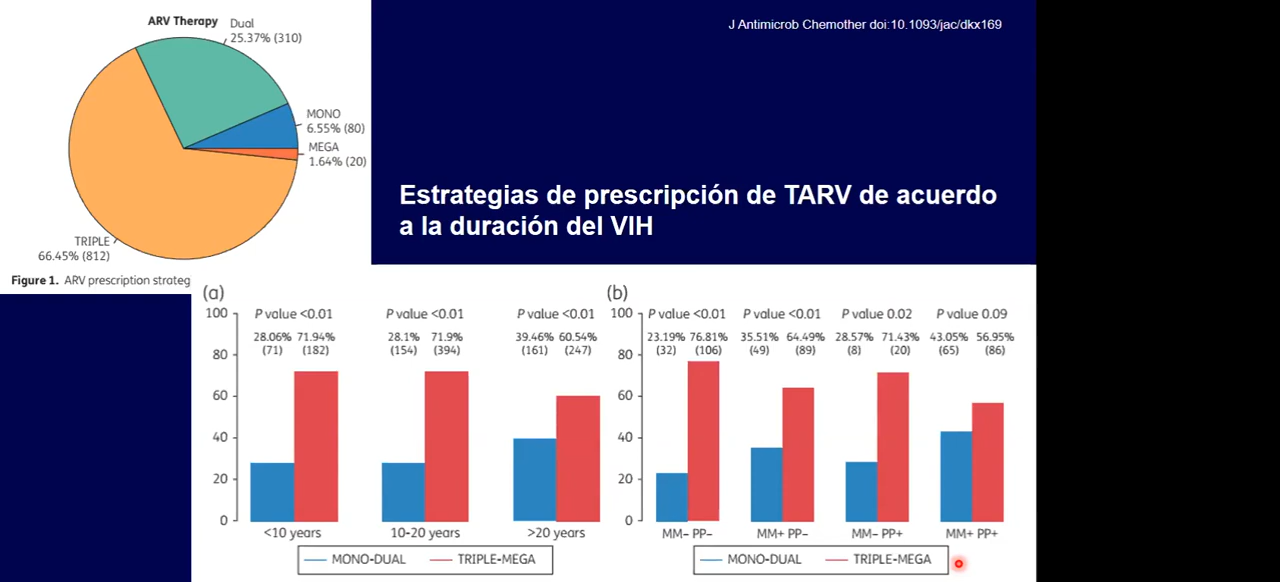 ARV Therapy
Dual
25.37% (310)
MONO
6.55% (80)
MEGA
1.64% (20)
TRIPLE
66.45% (812)
Figure 1. ARV prescription strateg
J Antimicrob Chemother doi:10.1093/jac/dkx169
Estrategias de prescripción de TARV de acuerdo
a la duración del VIH
(a)
P value <0.01 P value <0.01 P value <0.01
28.06% 71.94% 28.1% 71.9% 39.46% 60.54%
(71) (182) (154) (394) (161) (247)
100
80
60
40
20
0
<10 years 10-20 years >20 years
MONO-DUAL TRIPLE-MEGA
(b)
P value <0.01 P value <0.01 P value 0.02 P value 0.09
23.19% 76.81% 35.51% 64.49% 28.57% 71.43% 43.05% 56.95%
(32) (106) (49) (89) (8) (20) (65) (86)
100
80
60
40
20
0
MM– PP– MM+ PP– MM– PP+ MM+ PP+
MONO-DUAL TRIPLE-MEGA